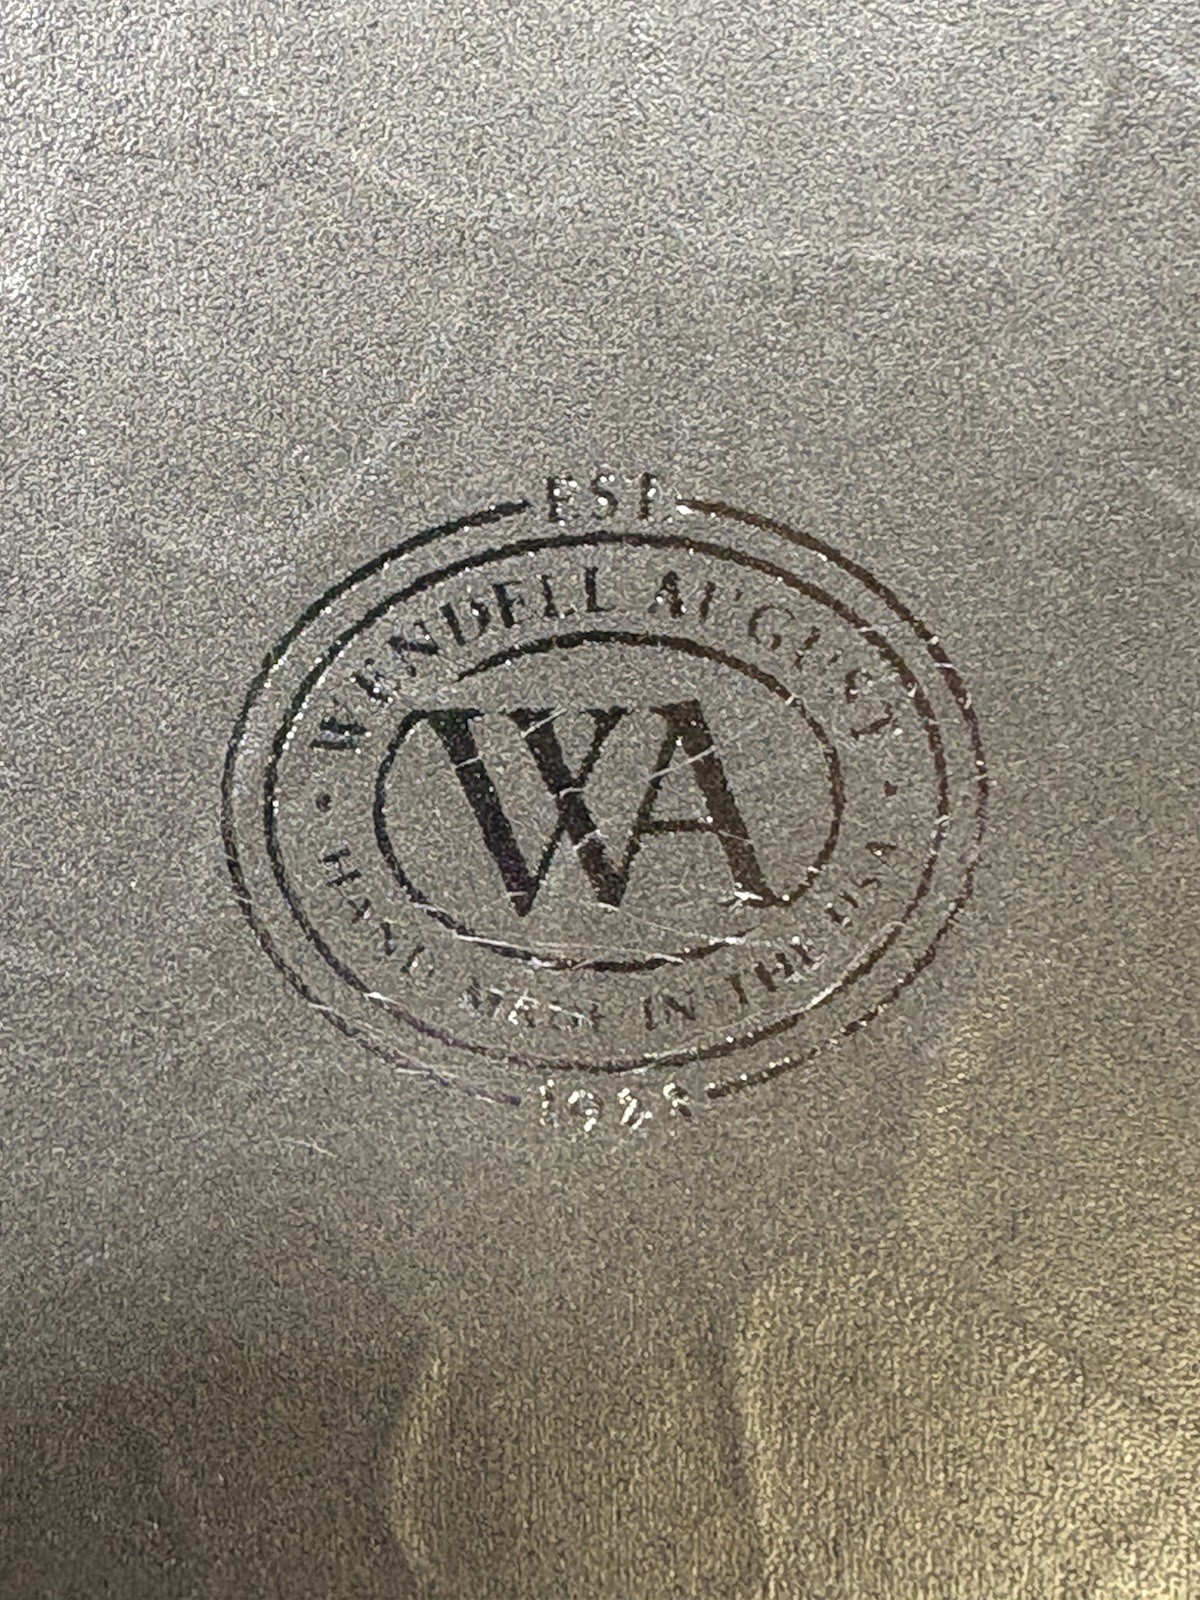 EST.
WENDELL AUGUST
WA
HAND MADE IN THE USA
1923